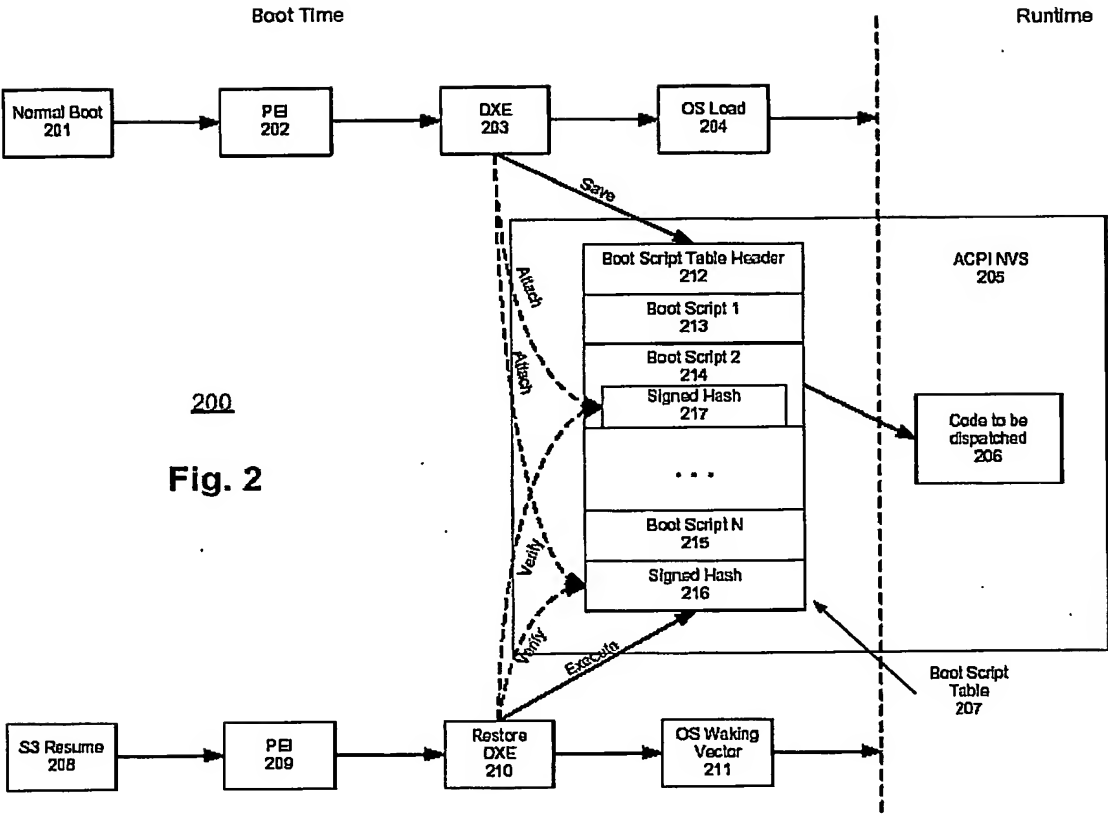 Boot Time
Runtime
Normal Boot
201
PEI
202
DXE
203
OS Load
204
Save
Boot Script Table Header
212
ACPI NVS
205
Attach
Boot Script 1
213
Attach
Boot Script 2
214
Signed Hash
217
200
Code to be
dispatched
206
Fig. 2
...
Boot Script N
215
Verify
Signed Hash
216
Verify
Execute
Boot Script
Table
207
S3 Resume
208
PEI
209
Restore
DXE
210
OS Waking
Vector
211